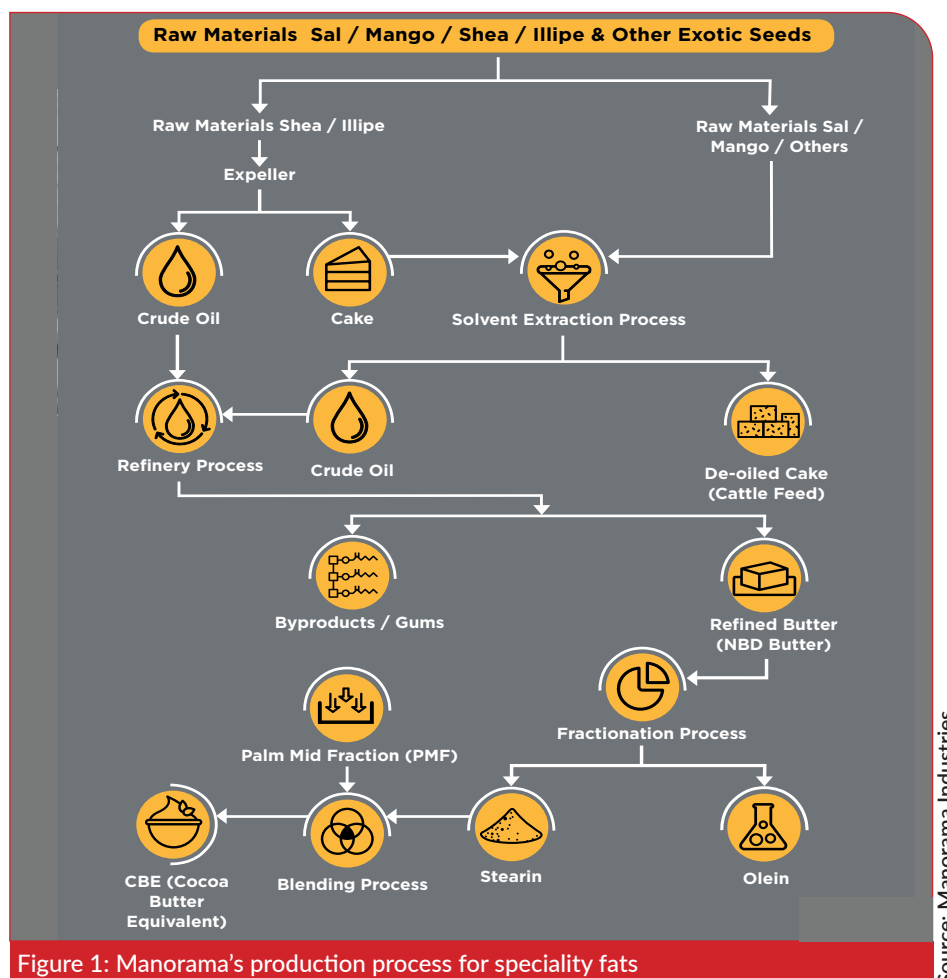 Raw Materials Sal / Mango / Shea / Illipe & Other Exotic Seeds
Raw Materials Shea / Illipe
Raw Materials Sal /
Mango / Others
Expeller
Crude Oil
Cake
Solvent Extraction Process
Refinery Process
Crude Oil
De-oiled Cake
(Cattle Feed)
Byproducts / Gums
Refined Butter
(NBD Butter)
Fractionation Process
Palm Mid Fraction (PMF)
CBE (Cocoa
Butter
Equivalent)
Blending Process
Stearin
Olein
Source: Manorama Industries
Figure 1: Manorama's production process for speciality fats